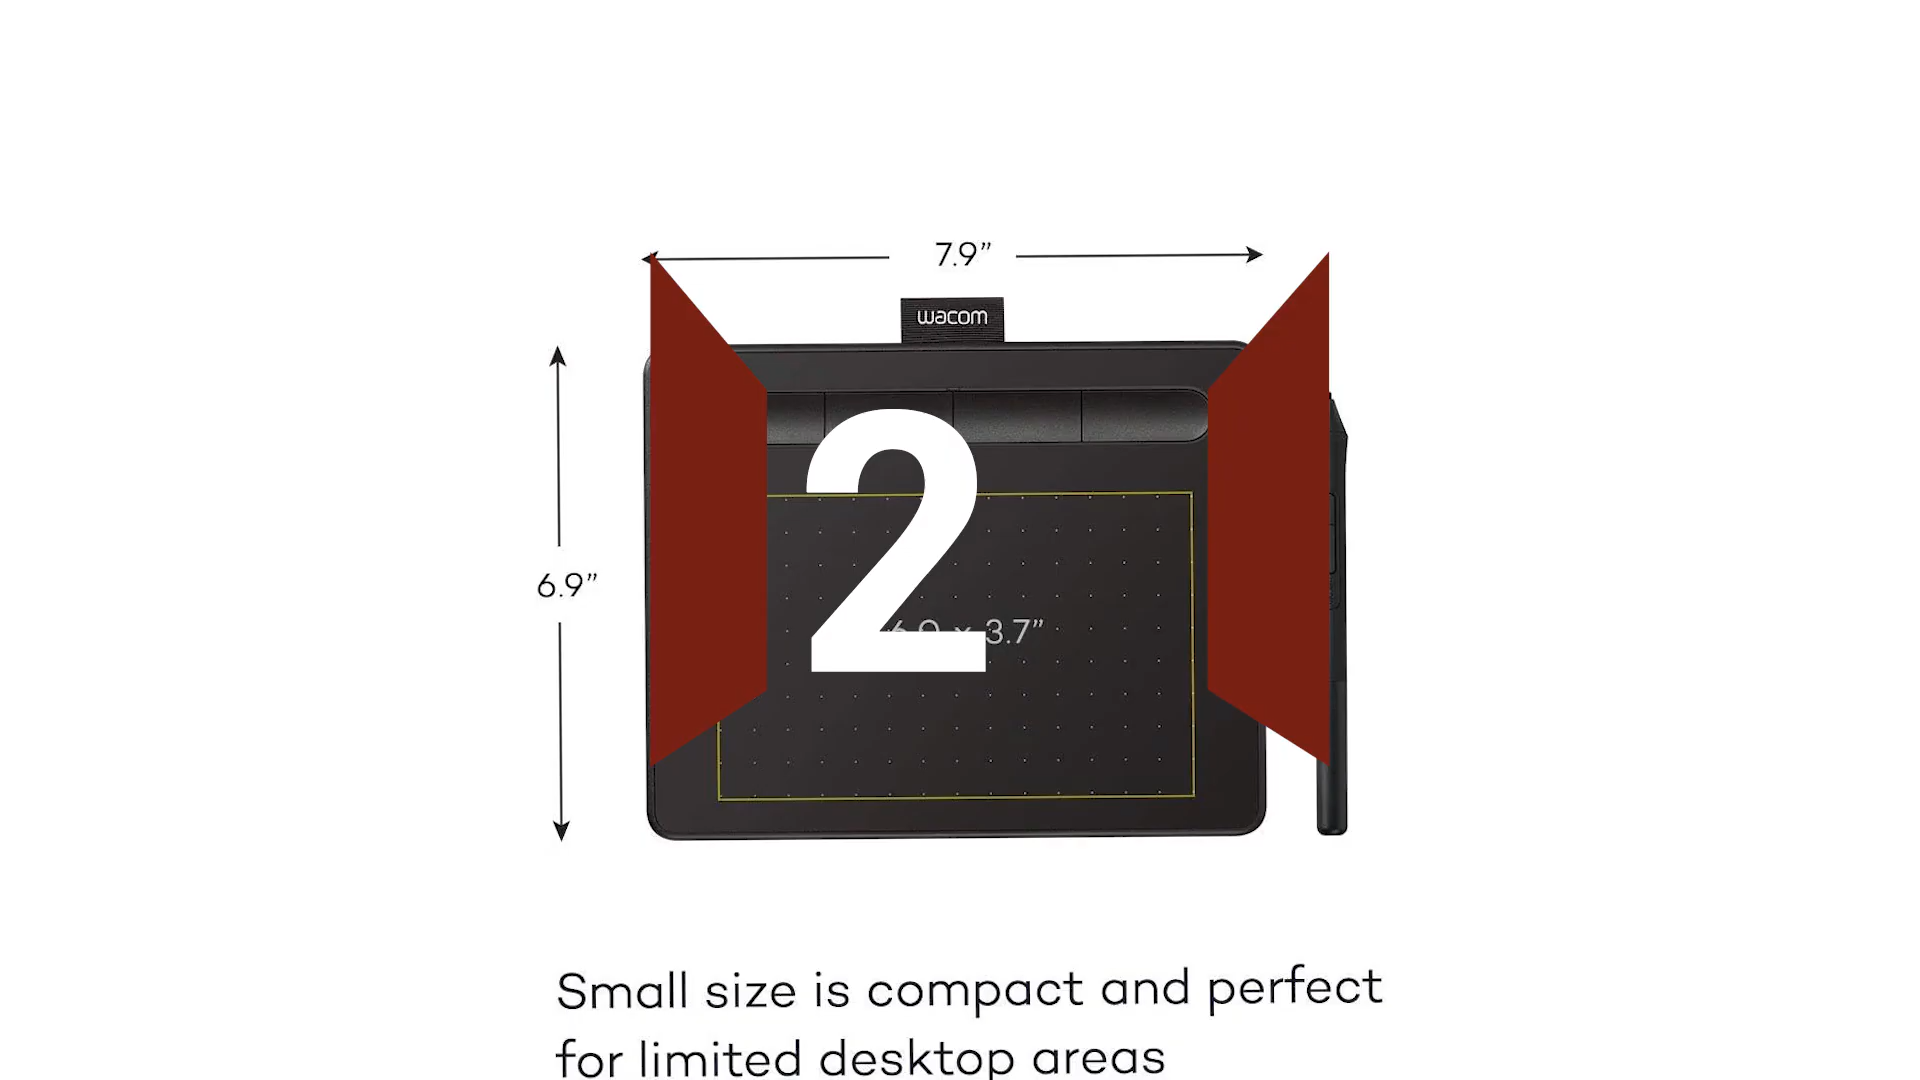 7.9”
wacom
2
6.9”
3.7”
Small size is compact and perfect
for limited desktop areas